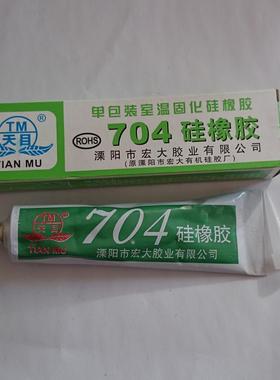 单包装室温固化硅橡胶
TM
天目
®
TIAN MU
ROHS
704 硅橡胶
溧阳市宏大胶业有限公司
(原溧阳市宏大有机硅胶厂)
TM
天目
®
TIAN MU
704 硅橡胶
溧阳市宏大胶业有限公司